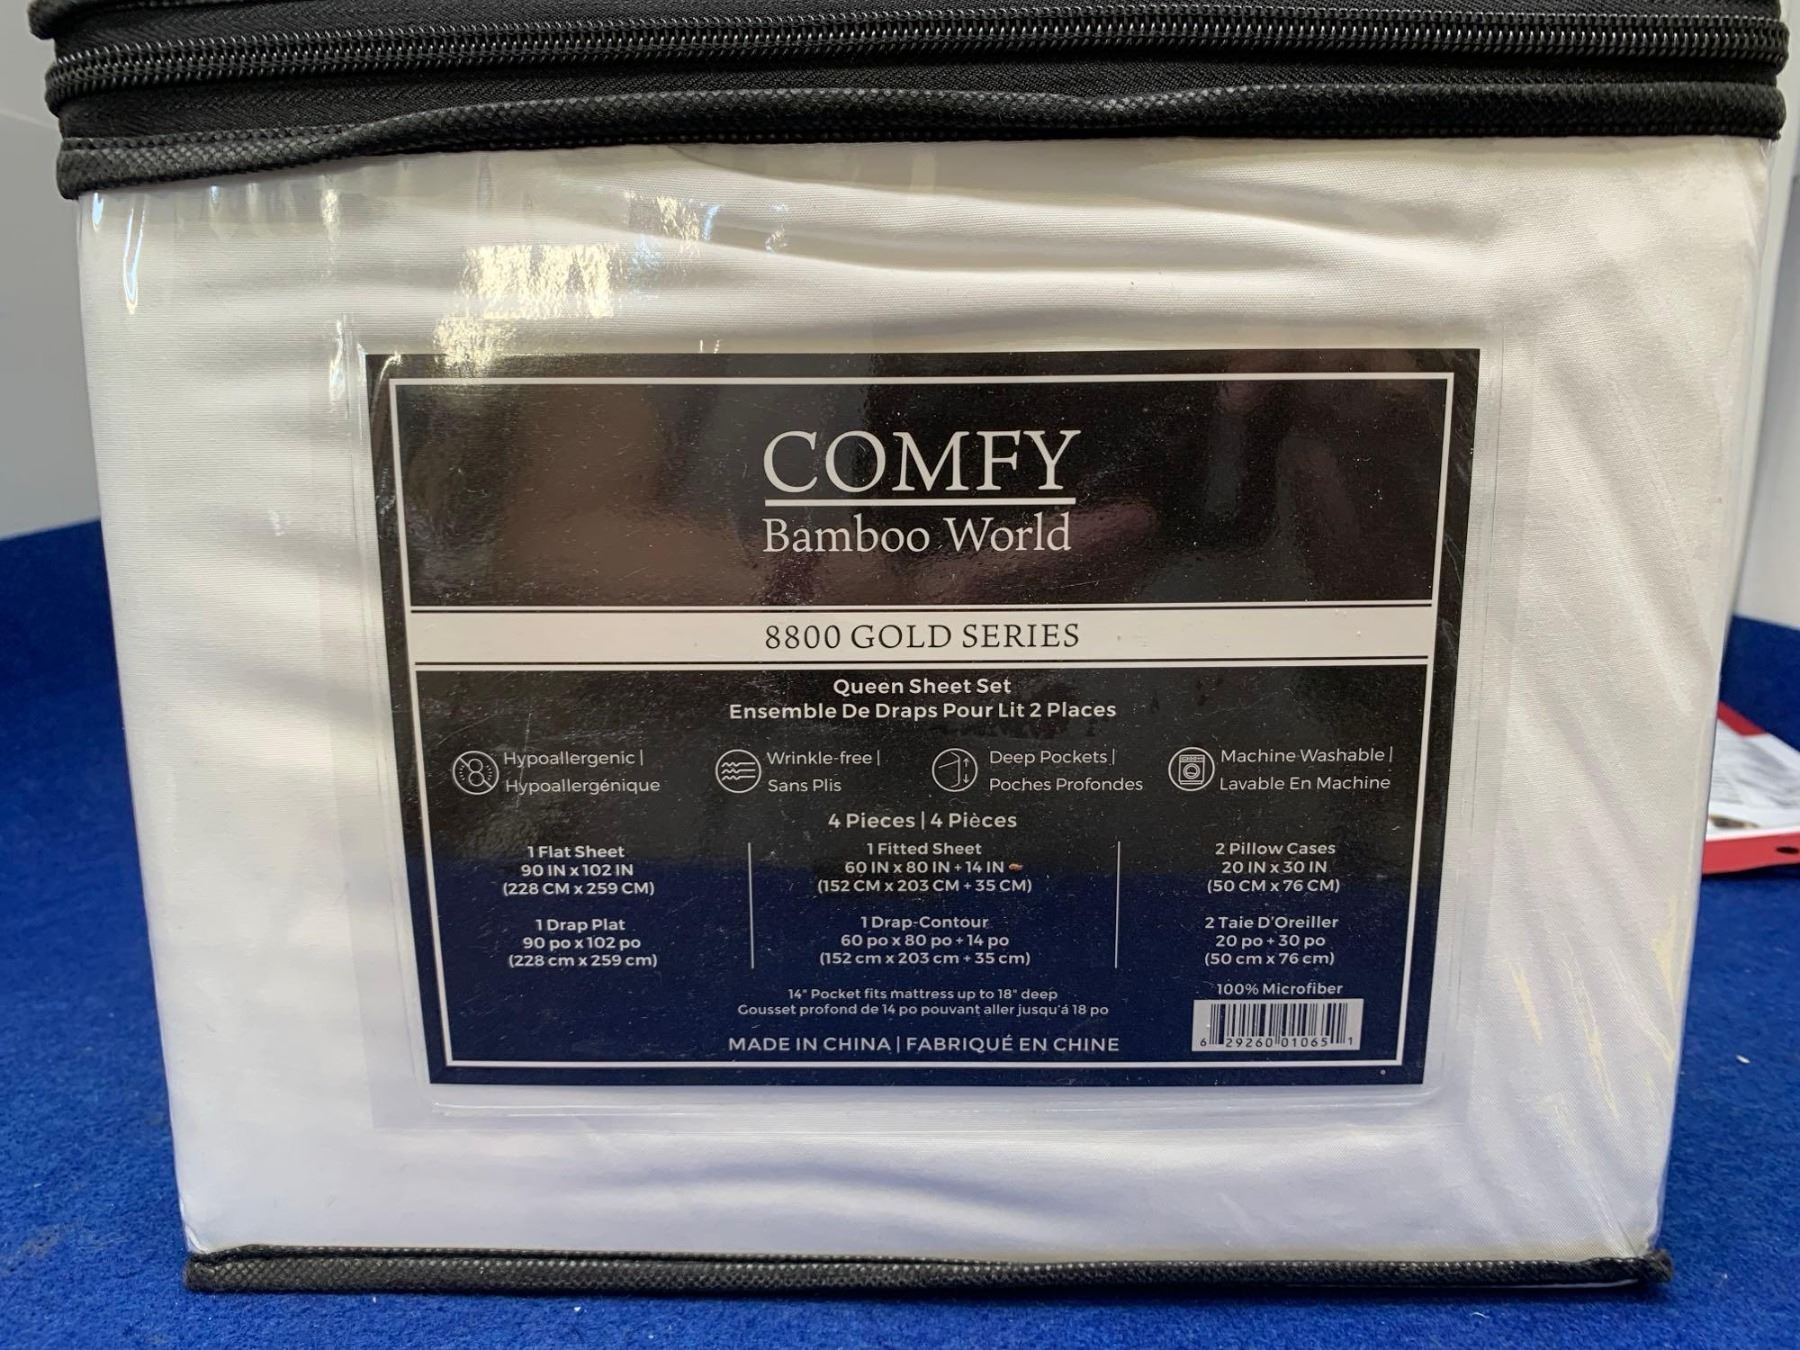 COMFY
Bamboo World
8800 GOLD SERIES
Queen Sheet Set
Ensemble De Draps Pour Lit 2 Places
Hypoallergenic |
Hypoallergénique
Wrinkle-free |
Sans Plis
Deep Pockets |
Poches Profondes
Machine Washable |
Lavable En Machine
4 Pieces | 4 Pièces
1 Flat Sheet
90 IN x 102 IN
(228 CM x 259 CM)
1 Drap Plat
90 po x 102 po
(228 cm x 259 cm)
1 Fitted Sheet
60 IN x 80 IN + 14 IN
(152 CM x 203 CM + 35 CM)
1 Drap-Contour
60 po x 80 po + 14 po
(152 cm x 203 cm + 35 cm)
2 Pillow Cases
20 IN x 30 IN
(50 CM x 76 CM)
2 Taie D'Oreiller
20 po + 30 po
(50 cm x 76 cm)
14" Pocket fits mattress up to 18" deep
Gousset profond de 14 po pouvant aller jusqu'á 18 po
MADE IN CHINA | FABRIQUÉ EN CHINE
100% Microfiber
6 29260 01065 1